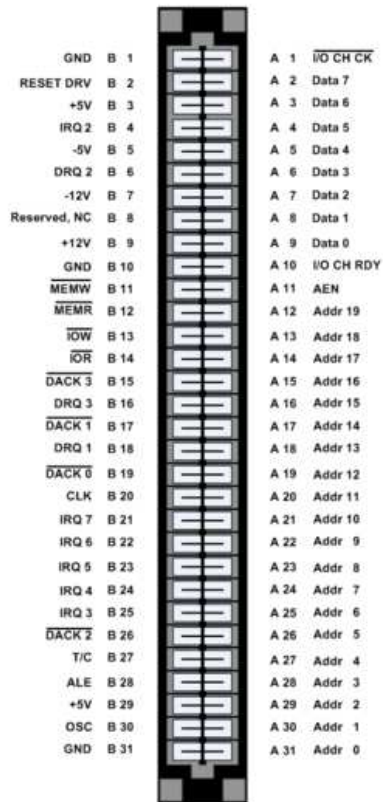 GND B 1 A 1 I/O CH CK
RESET DRV B 2 A 2 Data 7
+5V B 3 A 3 Data 6
IRQ 2 B 4 A 4 Data 5
-5V B 5 A 5 Data 4
DRQ 2 B 6 A 6 Data 3
-12V B 7 A 7 Data 2
Reserved, NC B 8 A 8 Data 1
+12V B 9 A 9 Data 0
GND B 10 A 10 I/O CH RDY
MEMW B 11 A 11 AEN
MEMR B 12 A 12 Addr 19
IOW B 13 A 13 Addr 18
IOR B 14 A 14 Addr 17
DACK 3 B 15 A 15 Addr 16
DRQ 3 B 16 A 16 Addr 15
DACK 1 B 17 A 17 Addr 14
DRQ 1 B 18 A 18 Addr 13
DACK 0 B 19 A 19 Addr 12
CLK B 20 A 20 Addr 11
IRQ 7 B 21 A 21 Addr 10
IRQ 6 B 22 A 22 Addr 9
IRQ 5 B 23 A 23 Addr 8
IRQ 4 B 24 A 24 Addr 7
IRQ 3 B 25 A 25 Addr 6
DACK 2 B 26 A 26 Addr 5
T/C B 27 A 27 Addr 4
ALE B 28 A 28 Addr 3
+5V B 29 A 29 Addr 2
OSC B 30 A 30 Addr 1
GND B 31 A 31 Addr 0